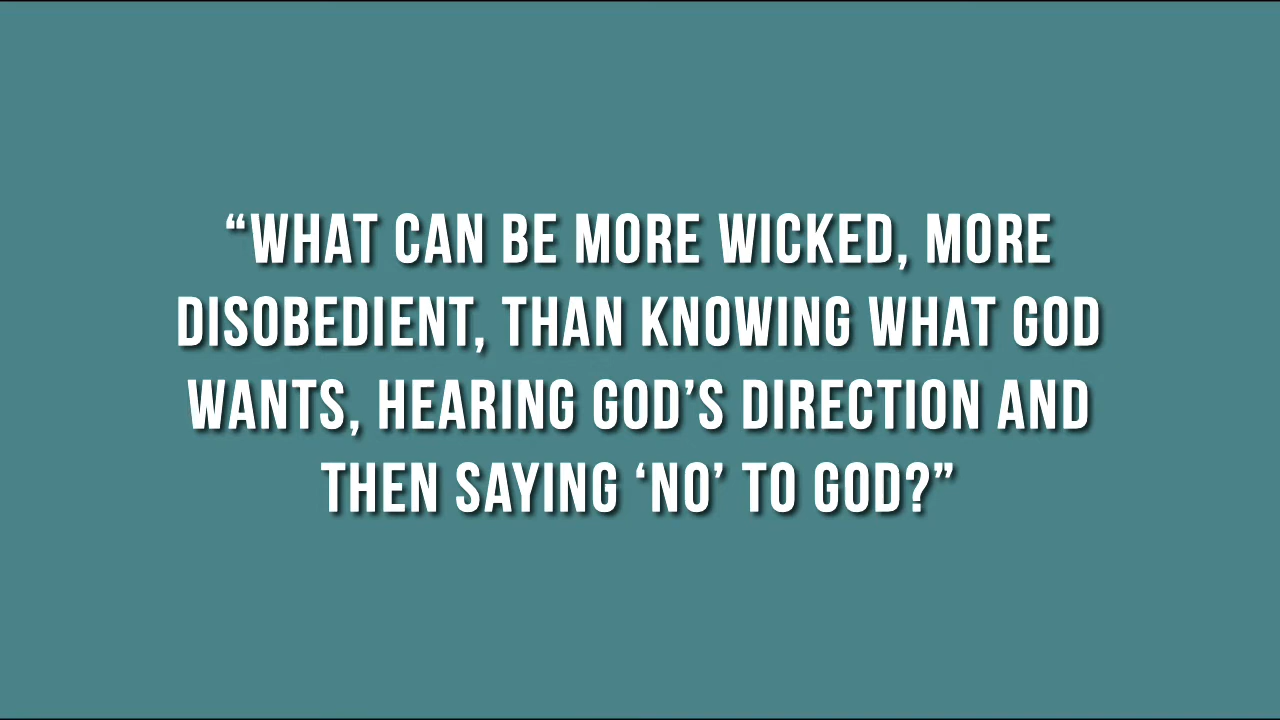 “WHAT CAN BE MORE WICKED, MORE
DISOBEDIENT, THAN KNOWING WHAT GOD
WANTS, HEARING GOD’S DIRECTION AND
THEN SAYING ‘NO’ TO GOD?”